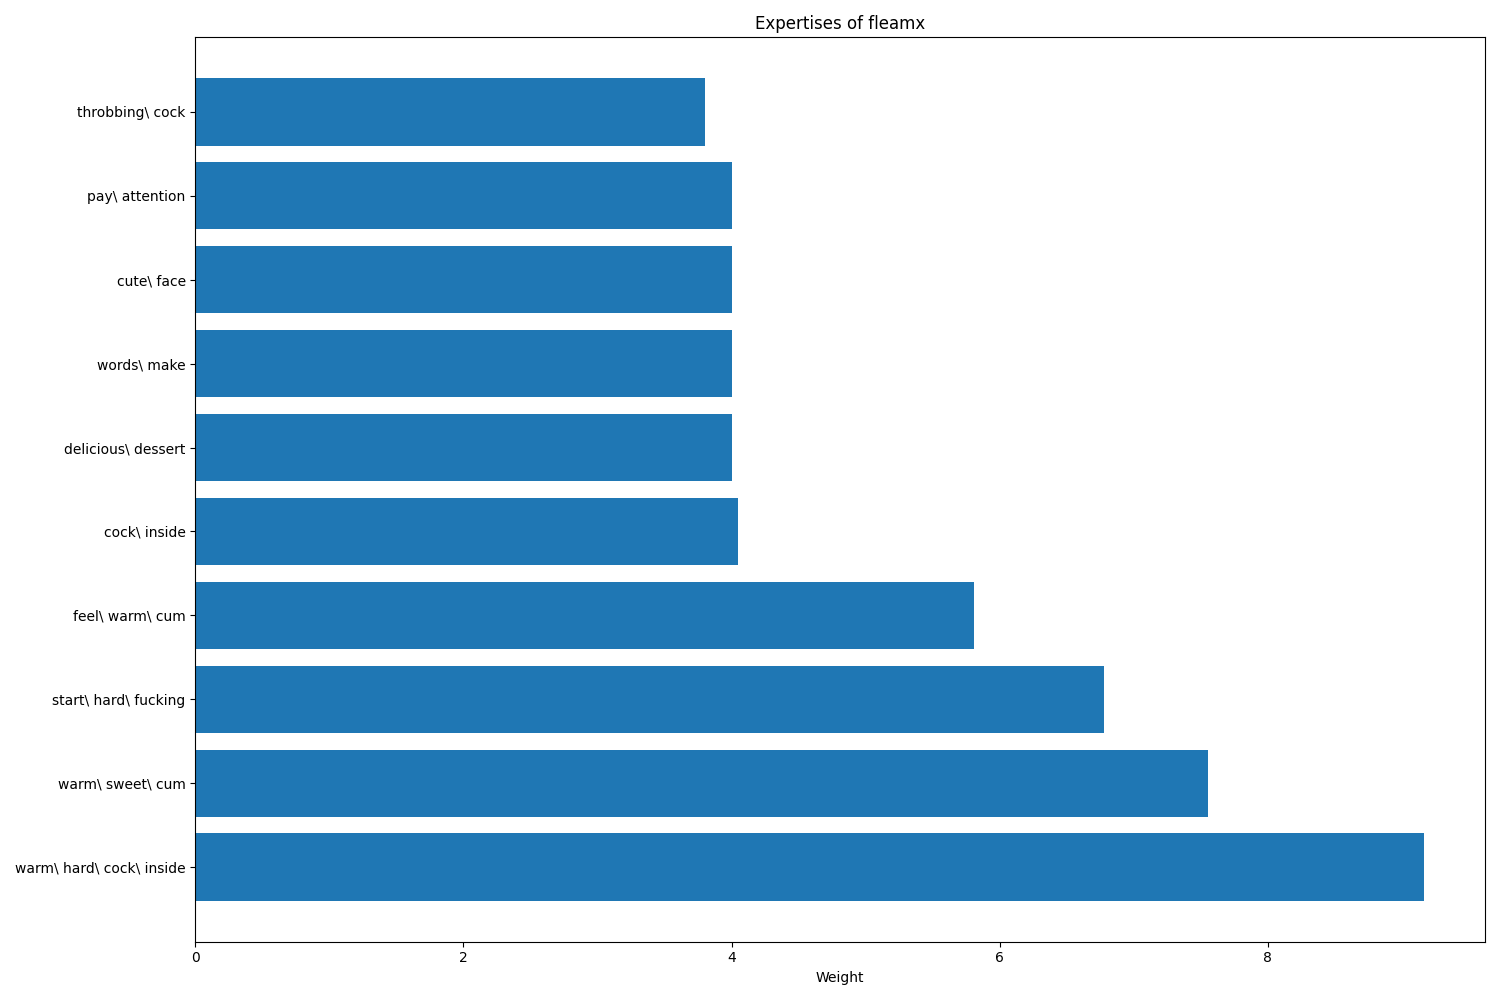 Expertises of fleamx
throbbing\ cock
pay\ attention
cute\ face
words\ make
delicious\ dessert
cock\ inside
feel\ warm\ cum
start\ hard\ fucking
warm\ sweet\ cum
warm\ hard\ cock\ inside
0 2 4 6 8
Weight